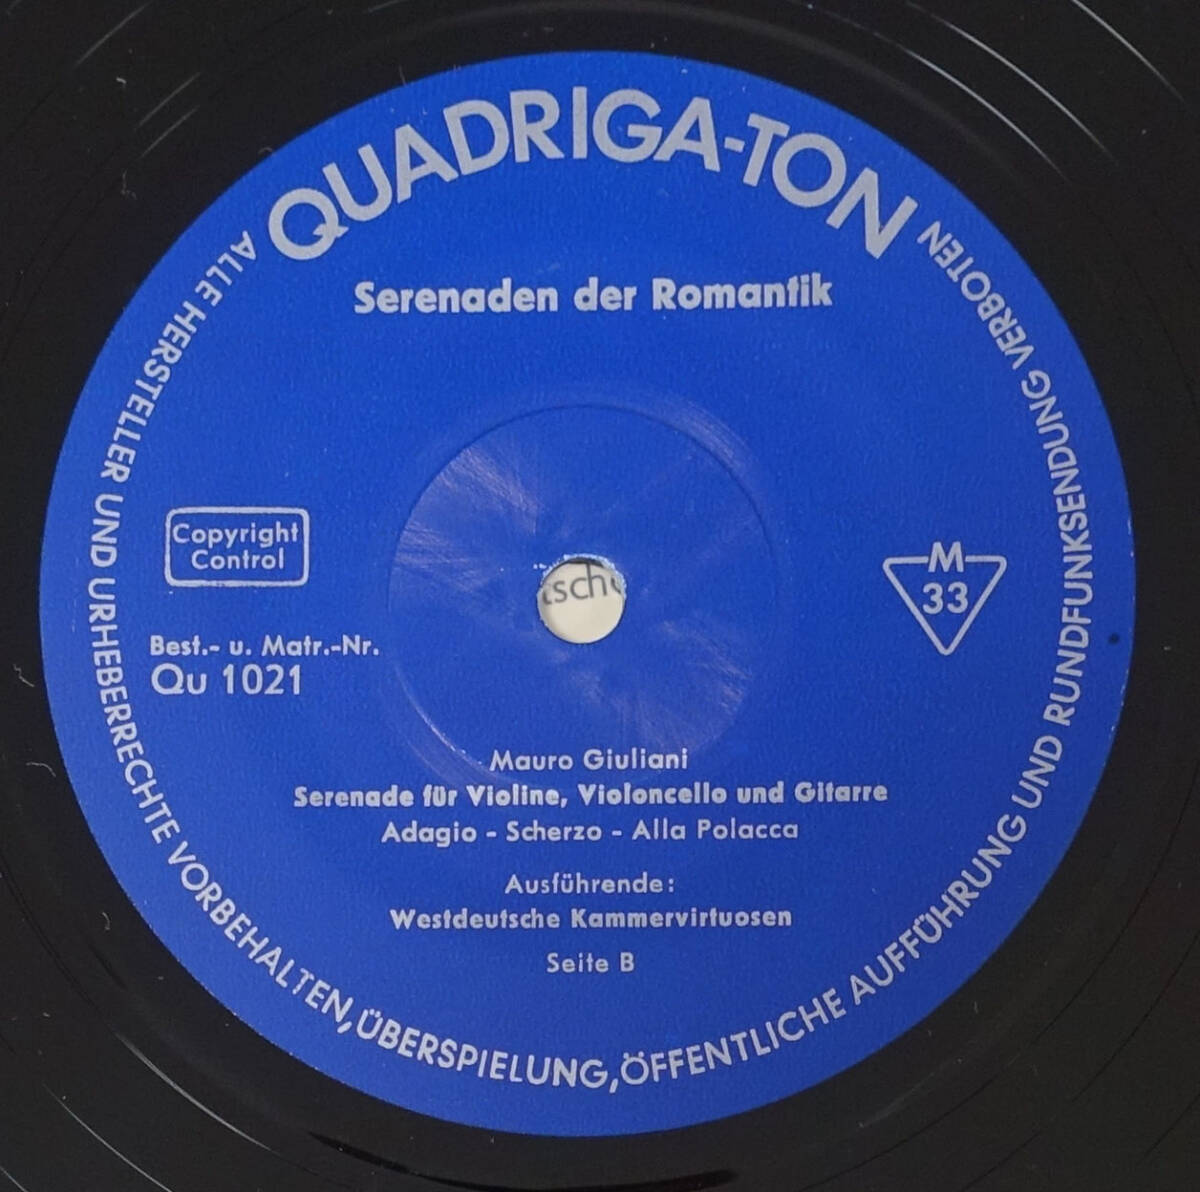 QUADRIGA-TON
Serenaden der Romantik
Copyright
Control
M
33
Best.- u. Matr.-Nr.
Qu 1021
Mauro Giuliani
Serenade für Violine, Violoncello und Gitarre
Adagio - Scherzo - Alla Polacca
Ausführende:
Westdeutsche Kammervirtuosen
Seite B
ALLE HERSTELLER UND URHEBERRECHTE VORBEHALTEN, ÜBERSPIELUNG, ÖFFENTLICHE AUFFÜHRUNG UND RUNDFUNKSENDUNG VERBOTEN